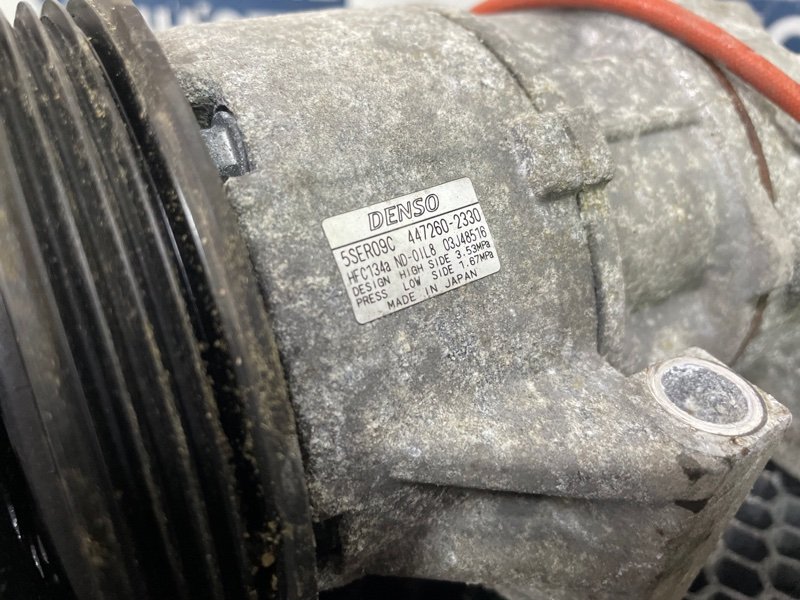 DENSO
5SER09C 447260-2330
HFC134a ND-OIL8 03J48516
DESIGN HIGH SIDE 3.53MPa
PRESS LOW SIDE 1.67MPa
MADE IN JAPAN